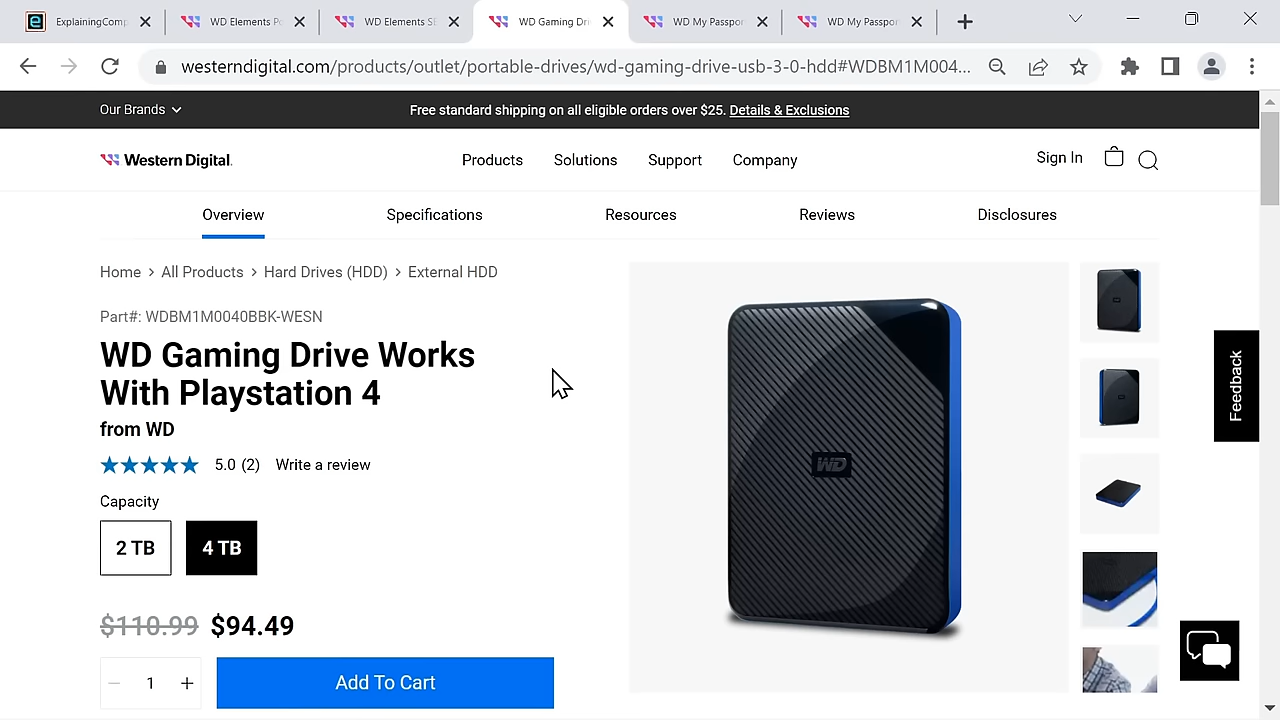 ExplainingComp
WD Elements Po
WD Elements SE
WD Gaming Dri
WD My Passpor
WD My Passpor
westerndigital.com/products/outlet/portable-drives/wd-gaming-drive-usb-3-0-hdd#WDBM1M004...
Our Brands
Free standard shipping on all eligible orders over $25. Details & Exclusions
Western Digital.
Products
Solutions
Support
Company
Sign In
Overview
Specifications
Resources
Reviews
Disclosures
Home > All Products > Hard Drives (HDD) > External HDD
Part#: WDBM1M0040BBK-WESN
WD Gaming Drive Works
With Playstation 4
from WD
5.0 (2) Write a review
Capacity
2 TB
4 TB
$110.99 $94.49
1
Add To Cart
WD
Feedback